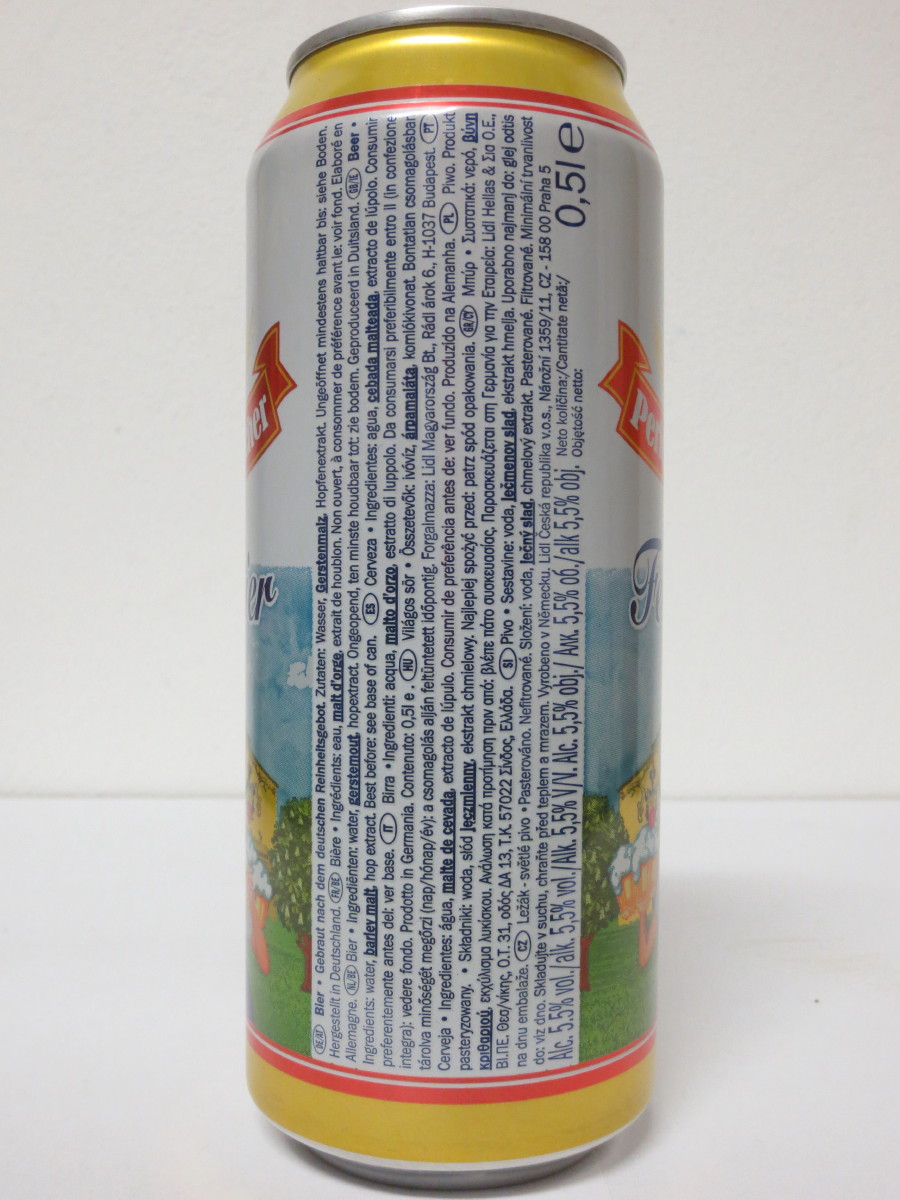 DE/AT Bier • Gebraut nach dem deutschen Reinheitsgebot. Zutaten: Wasser, Gerstenmalz, Hopfenextrakt. Ungeöffnet mindestens haltbar bis: siehe Boden.
Hergestellt in Deutschland. FR/BE Bière • Ingrédients: eau, malt d'orge, extrait de houblon. Non ouvert, à consommer de préférence avant le: voir fond. Elaboré en
Allemagne. NL/BE Bier • Ingrediënten: water, gerstemout, hopextract. Ongeopend, ten minste houdbaar tot: zie bodem. Geproduceerd in Duitsland. GB/IE Beer •
Ingredients: water, barley malt, hop extract. Best before: see base of can. ES Cerveza • Ingredientes: agua, cebada malteada, extracto de lúpolo. Consumir
preferentemente antes del: ver base. IT Birra • Ingredienti: acqua, malto d'orzo, estratto di luppolo. Da consumarsi preferibilmente entro il (in confezione
integra): vedere fondo. Prodotto in Germania. Contenuto: 0,5l e. HU Világos sör • Összetevők: ivóvíz, árpamaláta, komlókivonat. Bontatlan csomagolásban
tárolva minőségét megőrzi (nap/hónap/év): a csomagolás alján feltüntetett időpontig. Forgalmazza: Lidl Magyarország Bt., Rádl árok 6., H-1037 Budapest. PT
Cerveja • Ingredientes: água, malte de cevada, extracto de lúpulo. Consumir de preferência antes de: ver fundo. Produzido na Alemanha. PL Piwo. Produkt
pasteryzowany. • Składniki: woda, słód jęczmienny, ekstrakt chmielowy. Najlepiej spożyć przed: patrz spód opakowania. GR/CY Μπύρ • Συστατικά: νερό, βύνη
κριθαριού, εκχύλισμα λυκίσκου. Ανάλωση κατά προτίμηση πριν από: βλέπε πάτο συσκευασίας. Παρασκευάζεται στη Γερμανία για την Εταιρεία: Lidl Hellas & Σια Ο.Ε.,
ΒΙ.ΠΕ. Θεσ/νίκης, Ο.Τ. 31, οδός ΔΑ 13, Τ.Κ. 57022 Σίνδος, Ελλάδα. SI Pivo • Sestavine: voda, ječmenov slad, ekstrakt hmelja. Uporabno najmanj do: glej odtis
na dnu embalaže. CZ Ležák - světlé pivo • Pasterováno. Nefiltrované. Složení: voda, ječný slad, chmelový extrakt. Pasterované. Filtrované. Minimální trvanlivost
do: viz dno. Skladujte v suchu, chraňte před teplem a mrazem. Vyrobeno v Německu. Lidl Česká republika v.o.s., Nárožní 1359/11, CZ - 158 00 Praha 5
Alc. 5,5% vol./alk. 5,5% vol./Alk. 5,5% V/V. Alc. 5,5% obj./ Алк. 5,5% об./alk 5,5% obj.
Neto količina:/Cantitate netă:/
Objętość netto:
0,5l e